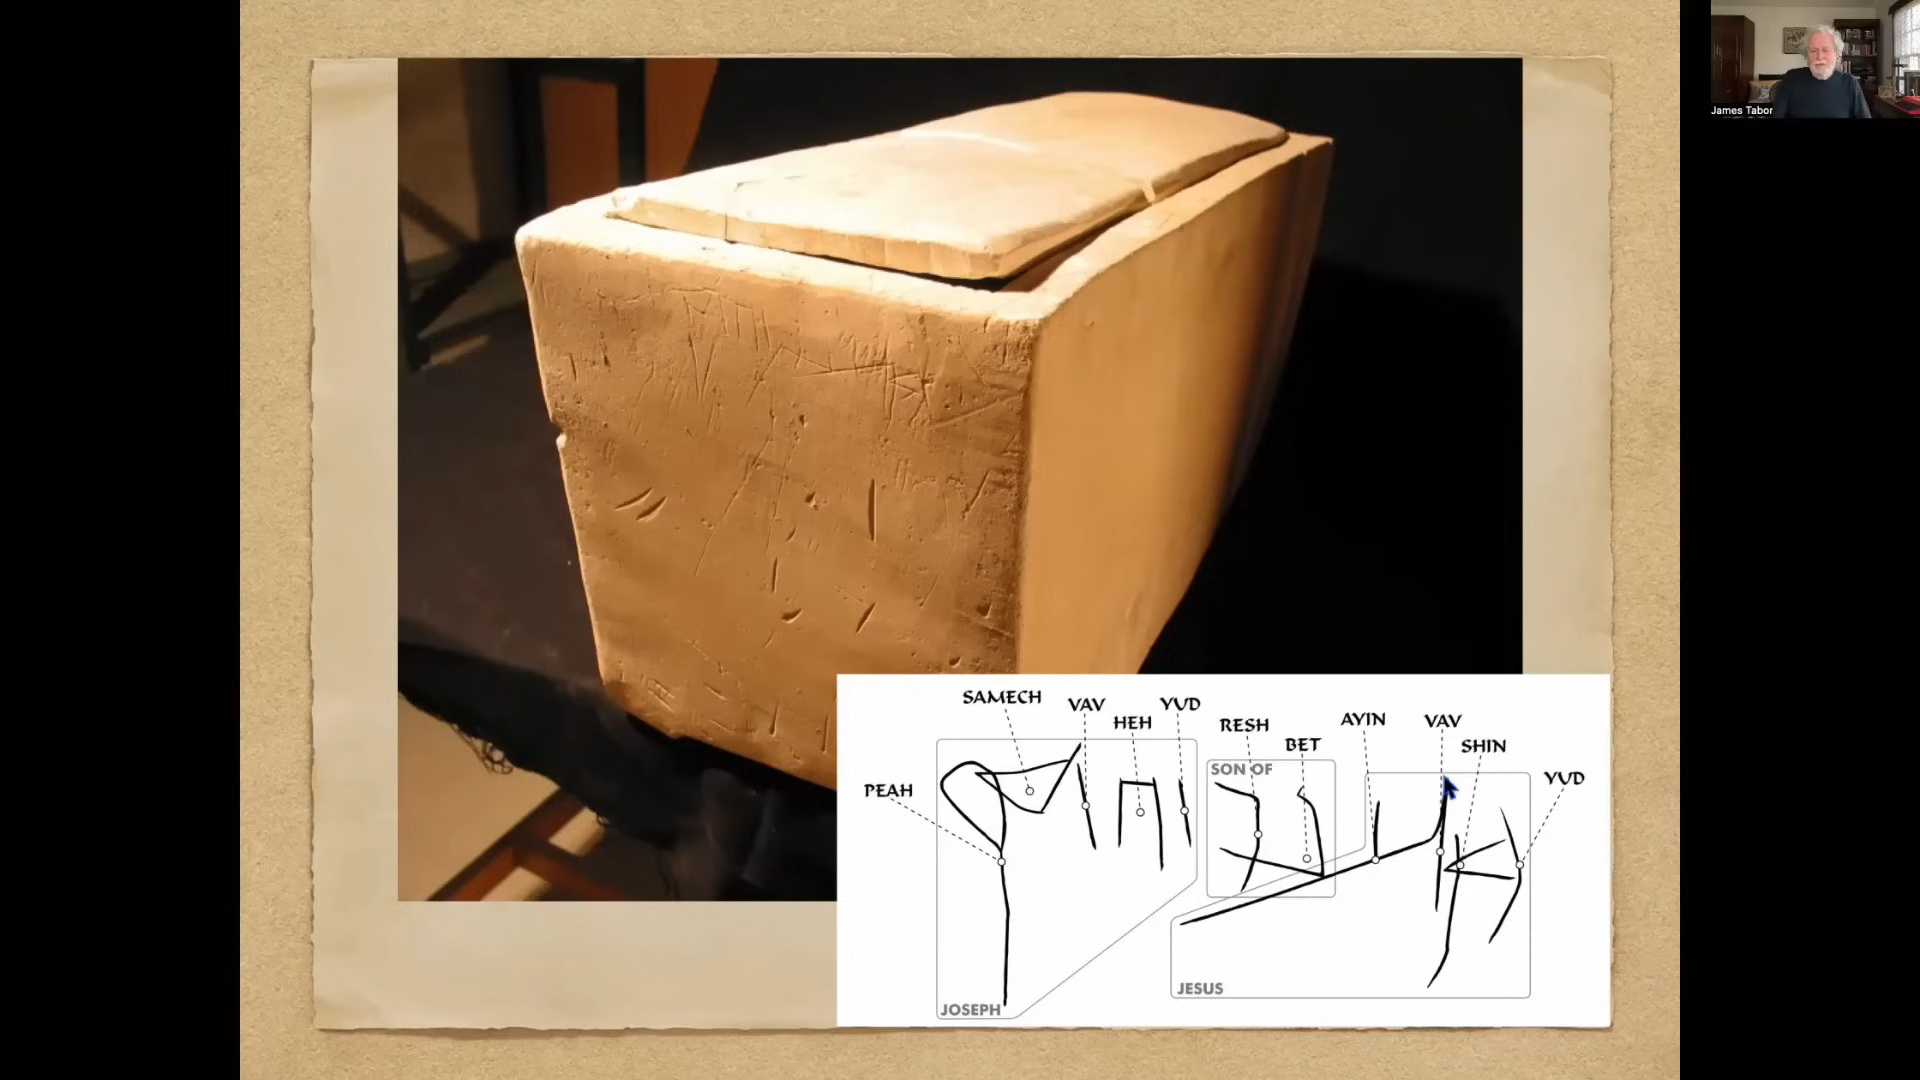 James Tabor
SAMECH
VAV
HEH
YUD
RESH
BET
AYIN
VAV
SHIN
YUD
PEAH
SON OF
JESUS
JOSEPH